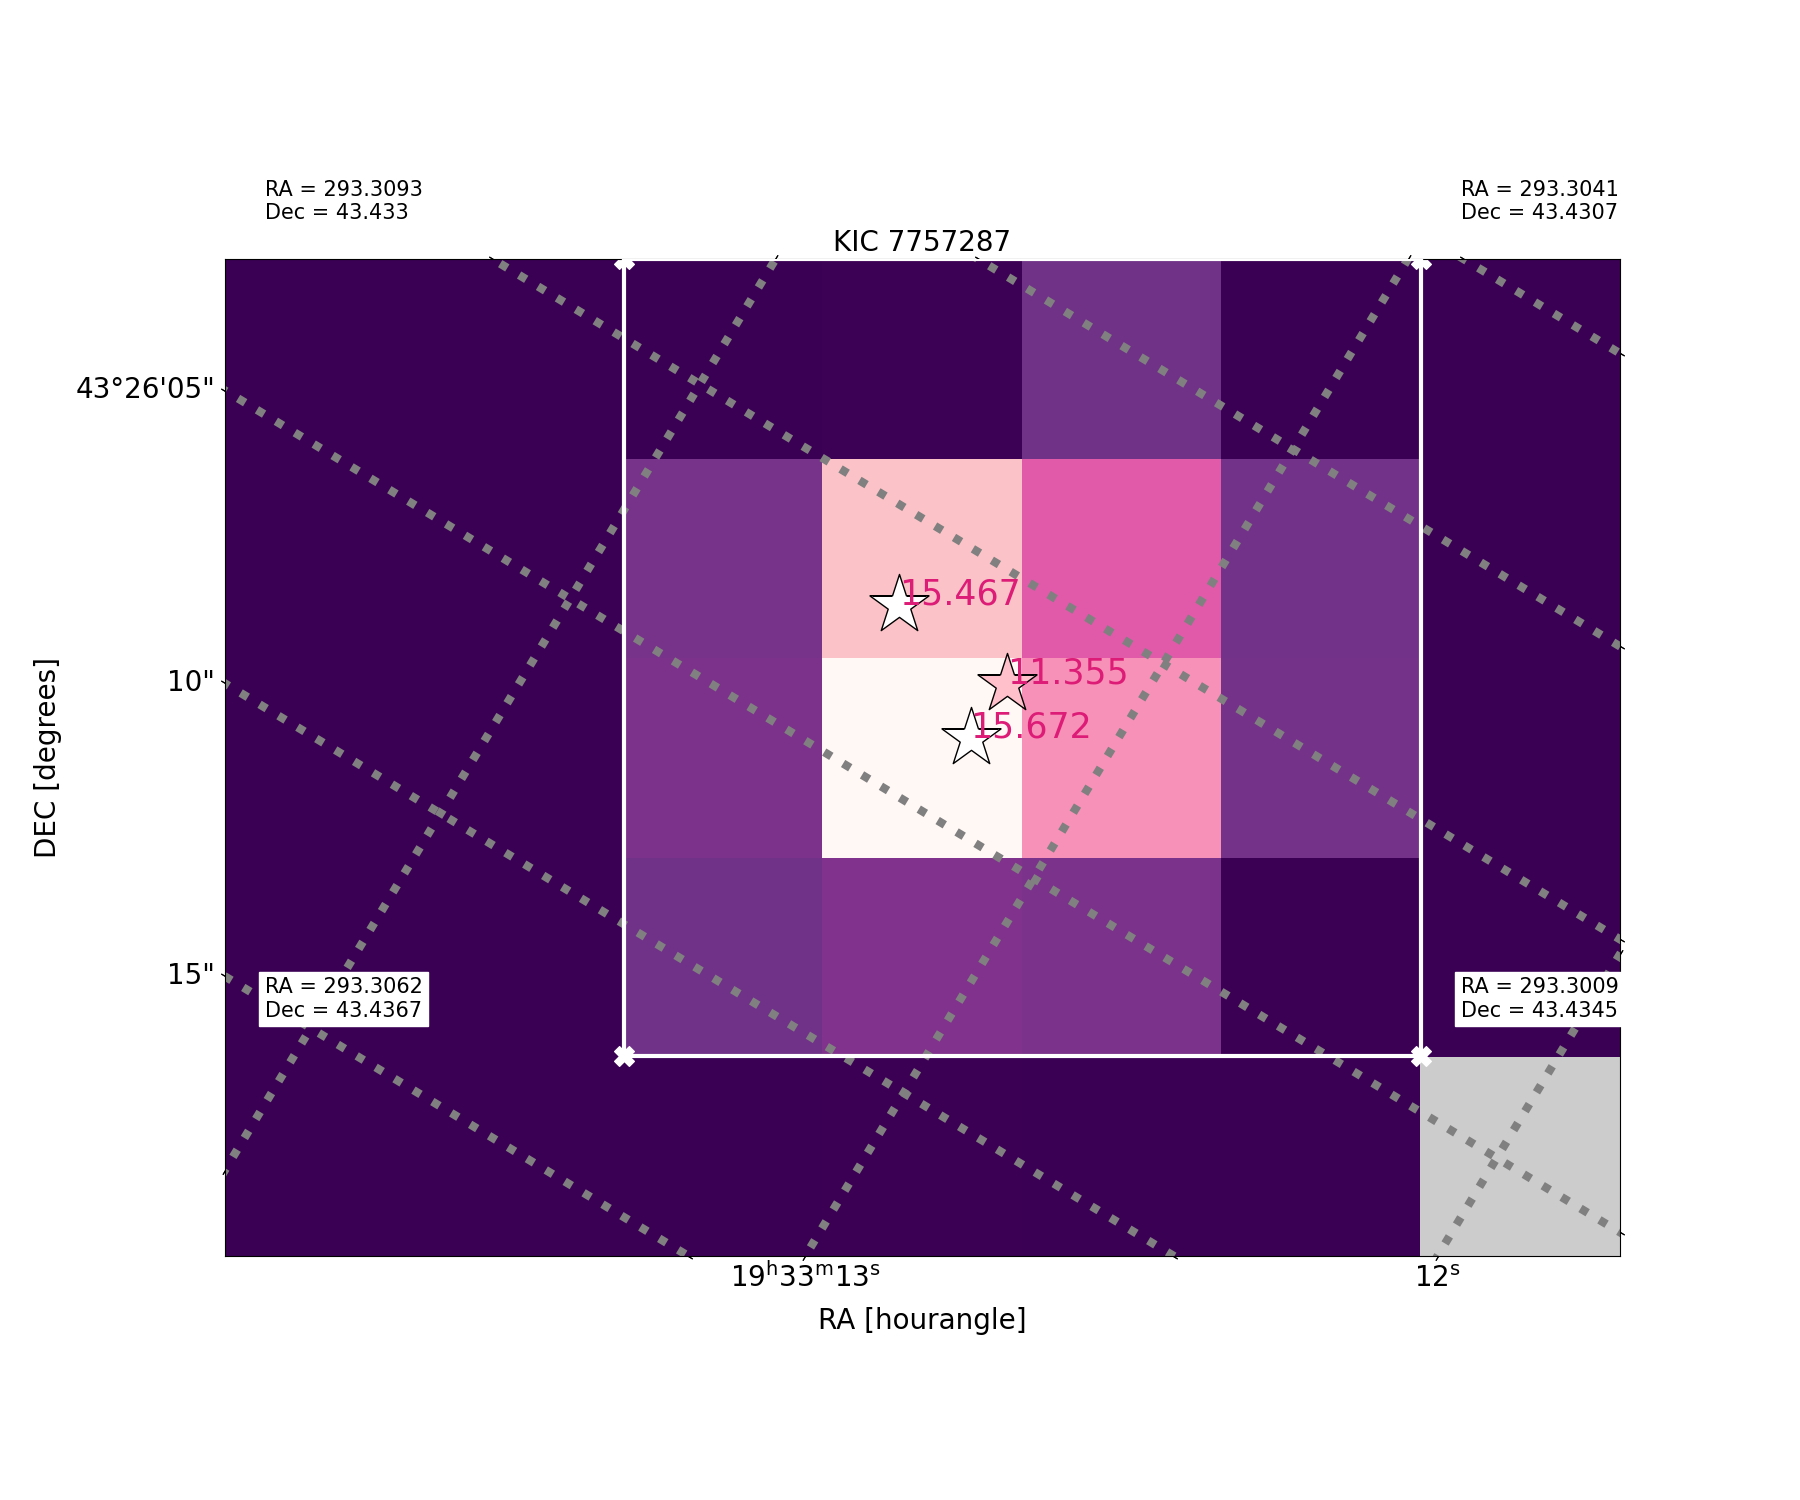 RA = 293.3093
Dec = 43.433
RA = 293.3041
Dec = 43.4307
KIC 7757287
43°26'05"
15.467
11.355
10"
15.672
15"
RA = 293.3062
Dec = 43.4367
RA = 293.3009
Dec = 43.4345
DEC [degrees]
19ʰ33ᵐ13ˢ
12ˢ
RA [hourangle]